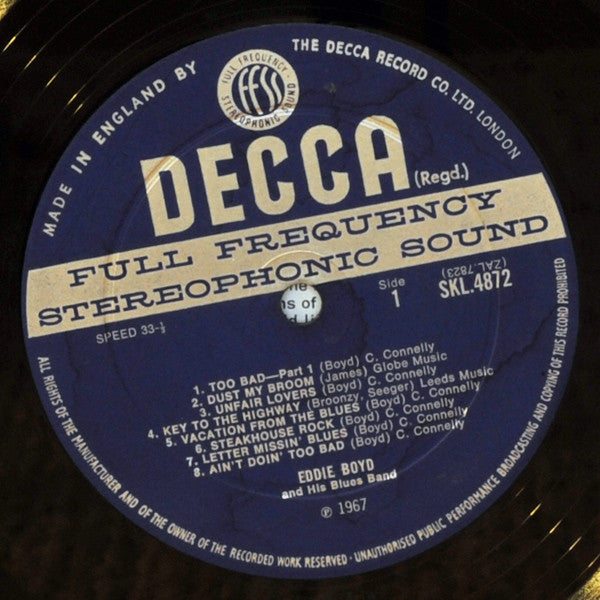 MADE IN ENGLAND BY
THE DECCA RECORD CO. LTD. LONDON
FULL FREQUENCY
FFSS
STEREOPHONIC SOUND
DECCA (Regd.)
FULL FREQUENCY
STEREOPHONIC SOUND
SPEED 33-⅓
Side
1
(ZAL.7823)
SKL.4872
1. TOO BAD—Part 1 (Boyd) C. Connelly
2. DUST MY BROOM (James) Globe Music
3. UNFAIR LOVERS (Boyd) C. Connelly
4. KEY TO THE HIGHWAY (Broonzy, Seeger) Leeds Music
5. VACATION FROM THE BLUES (Boyd) C. Connelly
6. STEAKHOUSE ROCK (Boyd) C. Connelly
7. LETTER MISSIN' BLUES (Boyd) C. Connelly
8. AIN'T DOIN' TOO BAD (Boyd) C. Connelly
EDDIE BOYD
and His Blues Band
℗ 1967
ALL RIGHTS OF THE MANUFACTURER AND OF THE OWNER OF THE RECORDED WORK RESERVED · UNAUTHORISED PUBLIC PERFORMANCE BROADCASTING AND COPYING OF THIS RECORD PROHIBITED
of